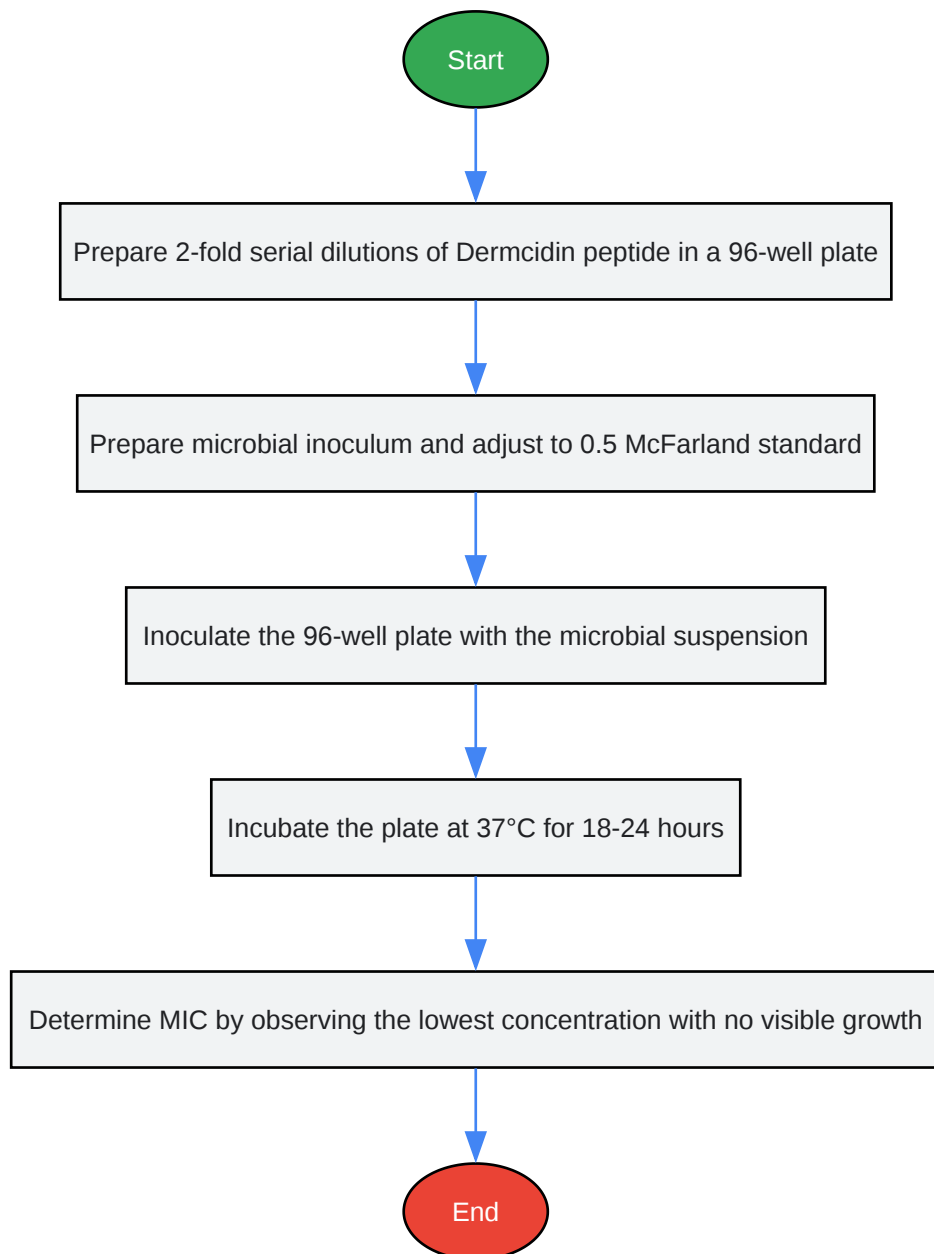 Start
Prepare 2-fold serial dilutions of Dermcidin peptide in a 96-well plate
Prepare microbial inoculum and adjust to 0.5 McFarland standard
Inoculate the 96-well plate with the microbial suspension
Incubate the plate at 37°C for 18-24 hours
Determine MIC by observing the lowest concentration with no visible growth
End